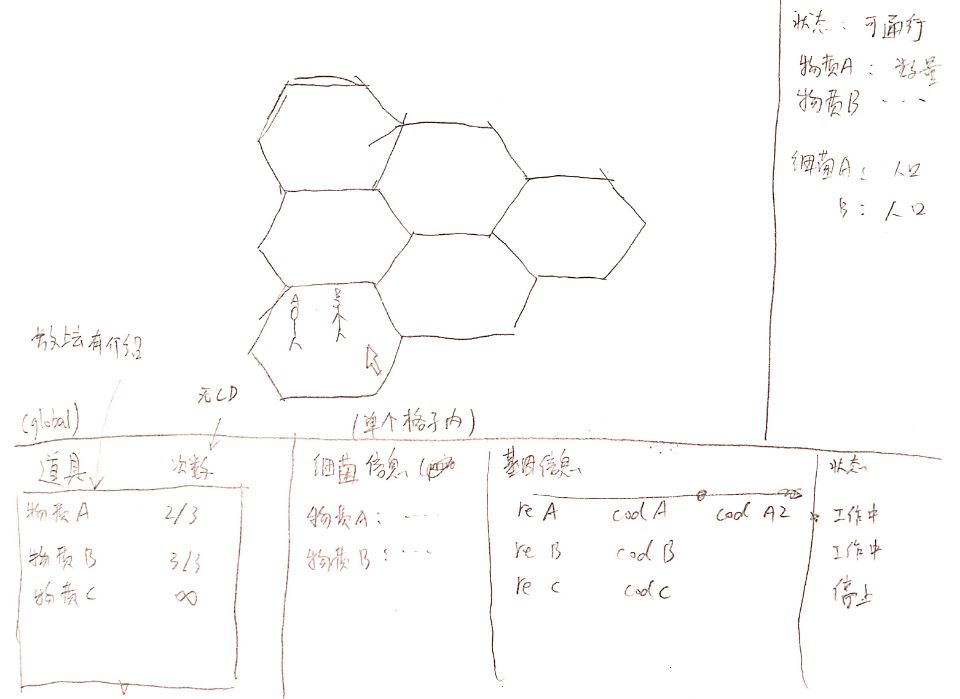 状态：可通行
物质A：数量
物质B ...
细菌A：人口
B：人口
A
B
放上去有介绍
无CD
(global)
(单个格子内)
道具 次数
物质A 2/3
物质B 3/3
物质C ∞
细菌信息
物质A：...
物质B：...
基因信息 状态
re A cod A cod A2 工作中
re B cod B 工作中
re C cod C 停止